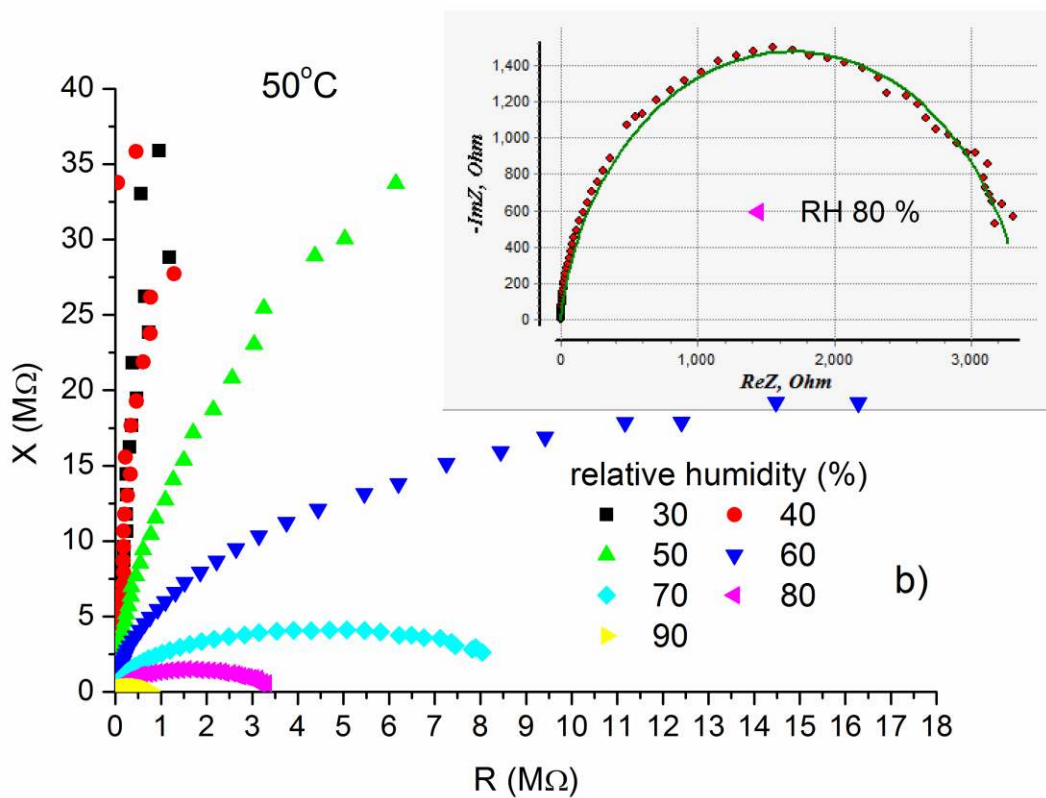 50°C
X (MΩ)
40
35
30
25
20
15
10
5
0
0 1 2 3 4 5 6 7 8 9 10 11 12 13 14 15 16 17 18
R (MΩ)
-ImZ, Ohm
1,400
1,200
1,000
800
600
400
200
0
0 1,000 2,000 3,000
ReZ, Ohm
RH 80 %
relative humidity (%)
30 40
50 60
70 80
90
b)